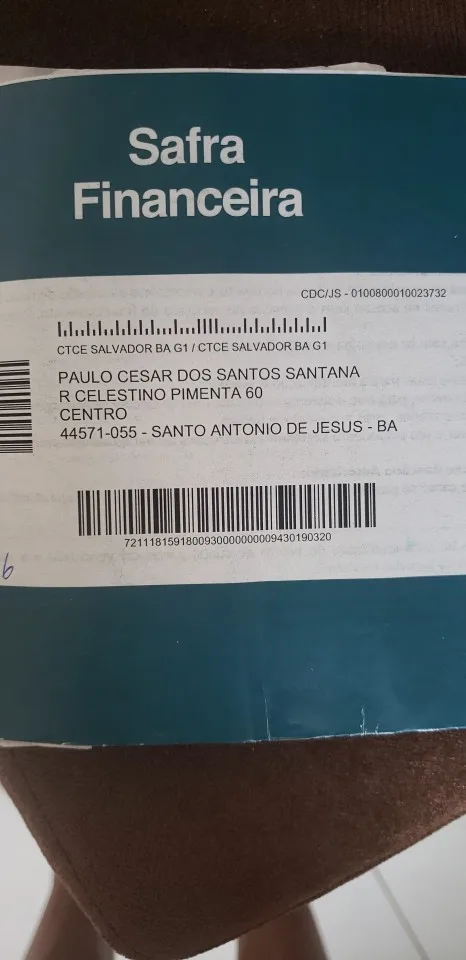 Safra
Financeira
CDC/JS - 0100800010023732
CTCE SALVADOR BA G1 / CTCE SALVADOR BA G1
PAULO CESAR DOS SANTOS SANTANA
R CELESTINO PIMENTA 60
CENTRO
44571-055 - SANTO ANTONIO DE JESUS - BA
7211181591800930000000009430190320